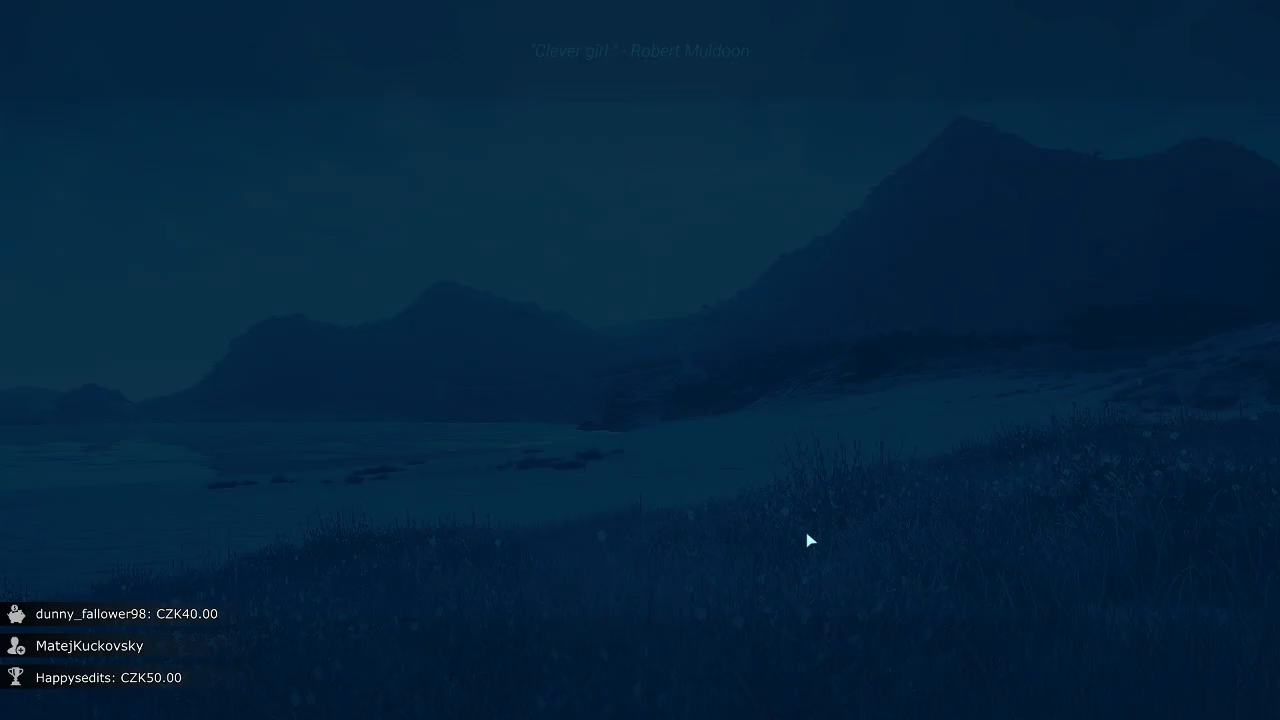 "Clever girl." - Robert Muldoon
dunny_fallower98: CZK40.00
MatejKuckovsky
Happysedits: CZK50.00